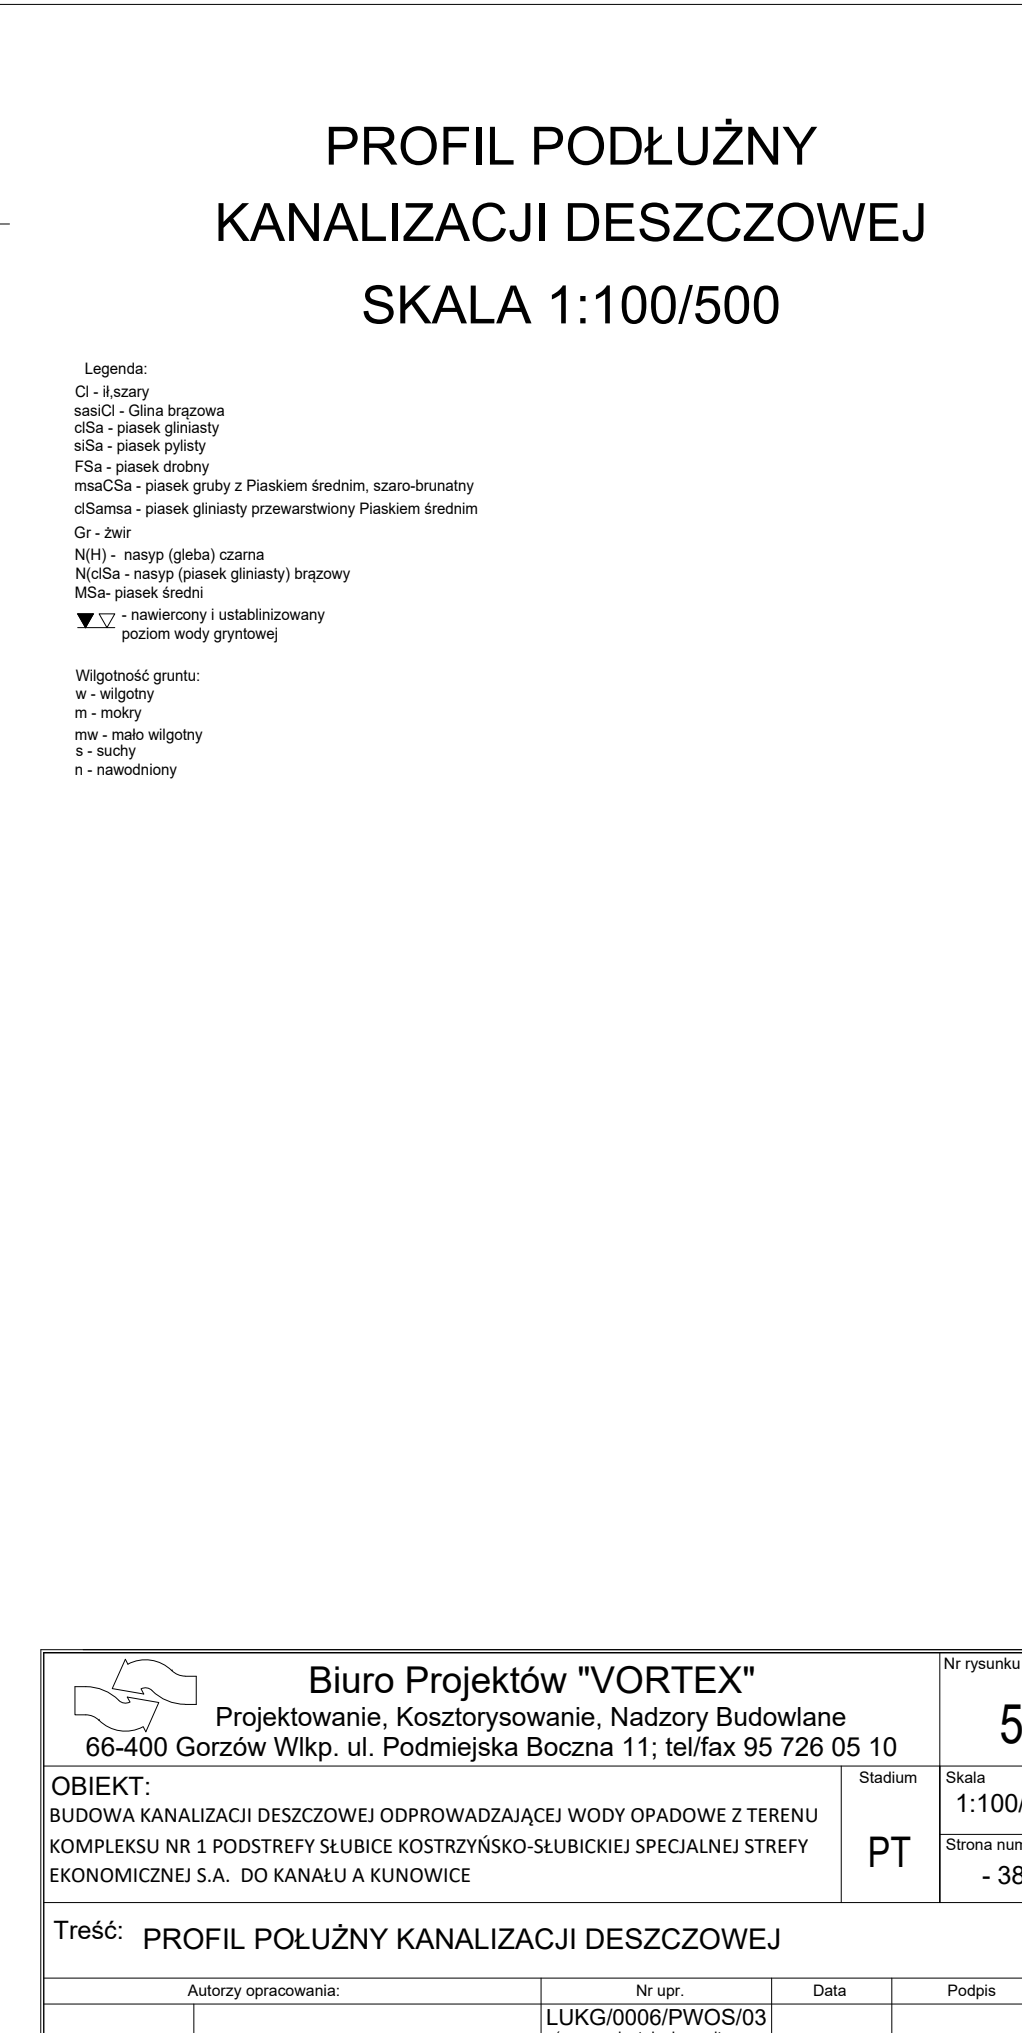 PROFIL PODŁUŻNY
KANALIZACJI DESZCZOWEJ
SKALA 1:100/500
Legenda:
Cl - ił,szary
sasiCl - Glina brązowa
clSa - piasek gliniasty
siSa - piasek pylisty
FSa - piasek drobny
msaCSa - piasek gruby z Piaskiem średnim, szaro-brunatny
clSamsa - piasek gliniasty przewarstwiony Piaskiem średnim
Gr - żwir
N(H) - nasyp (gleba) czarna
N(clSa - nasyp (piasek gliniasty) brązowy
MSa- piasek średni
- nawiercony i ustablinizowany
poziom wody gryntowej
Wilgotność gruntu:
w - wilgotny
m - mokry
mw - mało wilgotny
s - suchy
n - nawodniony
Biuro Projektów "VORTEX"
Projektowanie, Kosztorysowanie, Nadzory Budowlane
66-400 Gorzów Wlkp. ul. Podmiejska Boczna 11; tel/fax 95 726 05 10
Nr rysunku
5
OBIEKT:
BUDOWA KANALIZACJI DESZCZOWEJ ODPROWADZAJĄCEJ WODY OPADOWE Z TERENU
KOMPLEKSU NR 1 PODSTREFY SŁUBICE KOSTRZYŃSKO-SŁUBICKIEJ SPECJALNEJ STREFY
EKONOMICZNEJ S.A. DO KANAŁU A KUNOWICE
Stadium
PT
Skala
1:100/
Strona num
- 38
Treść: PROFIL POŁUŻNY KANALIZACJI DESZCZOWEJ
Autorzy opracowania: Nr upr. Data Podpis
LUKG/0006/PWOS/03